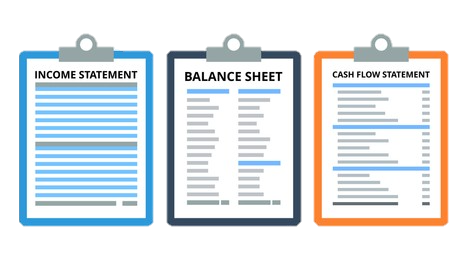 INCOME STATEMENT
BALANCE SHEET
CASH FLOW STATEMENT